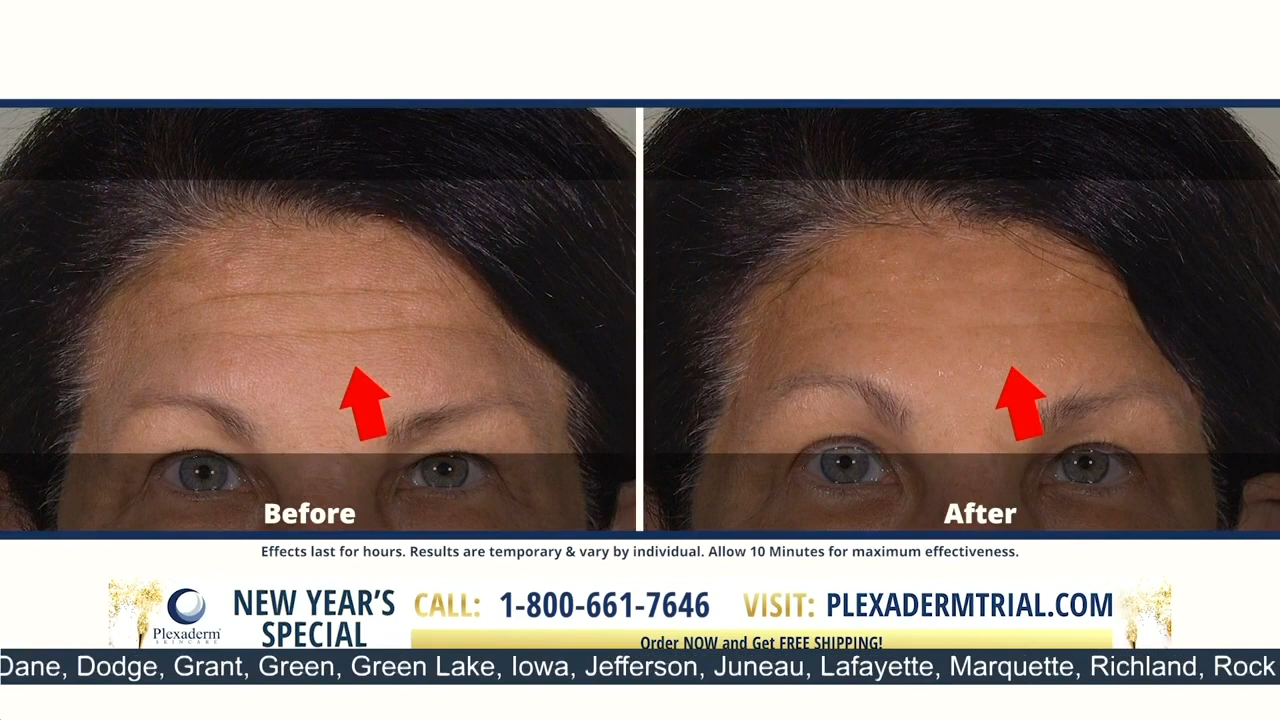 Before
After
Effects last for hours. Results are temporary & vary by individual. Allow 10 Minutes for maximum effectiveness.
Plexaderm
SKINCARE
NEW YEAR'S
SPECIAL
CALL: 1-800-661-7646 VISIT: PLEXADERMTRIAL.COM
Order NOW and Get FREE SHIPPING!
Dane, Dodge, Grant, Green, Green Lake, Iowa, Jefferson, Juneau, Lafayette, Marquette, Richland, Rock